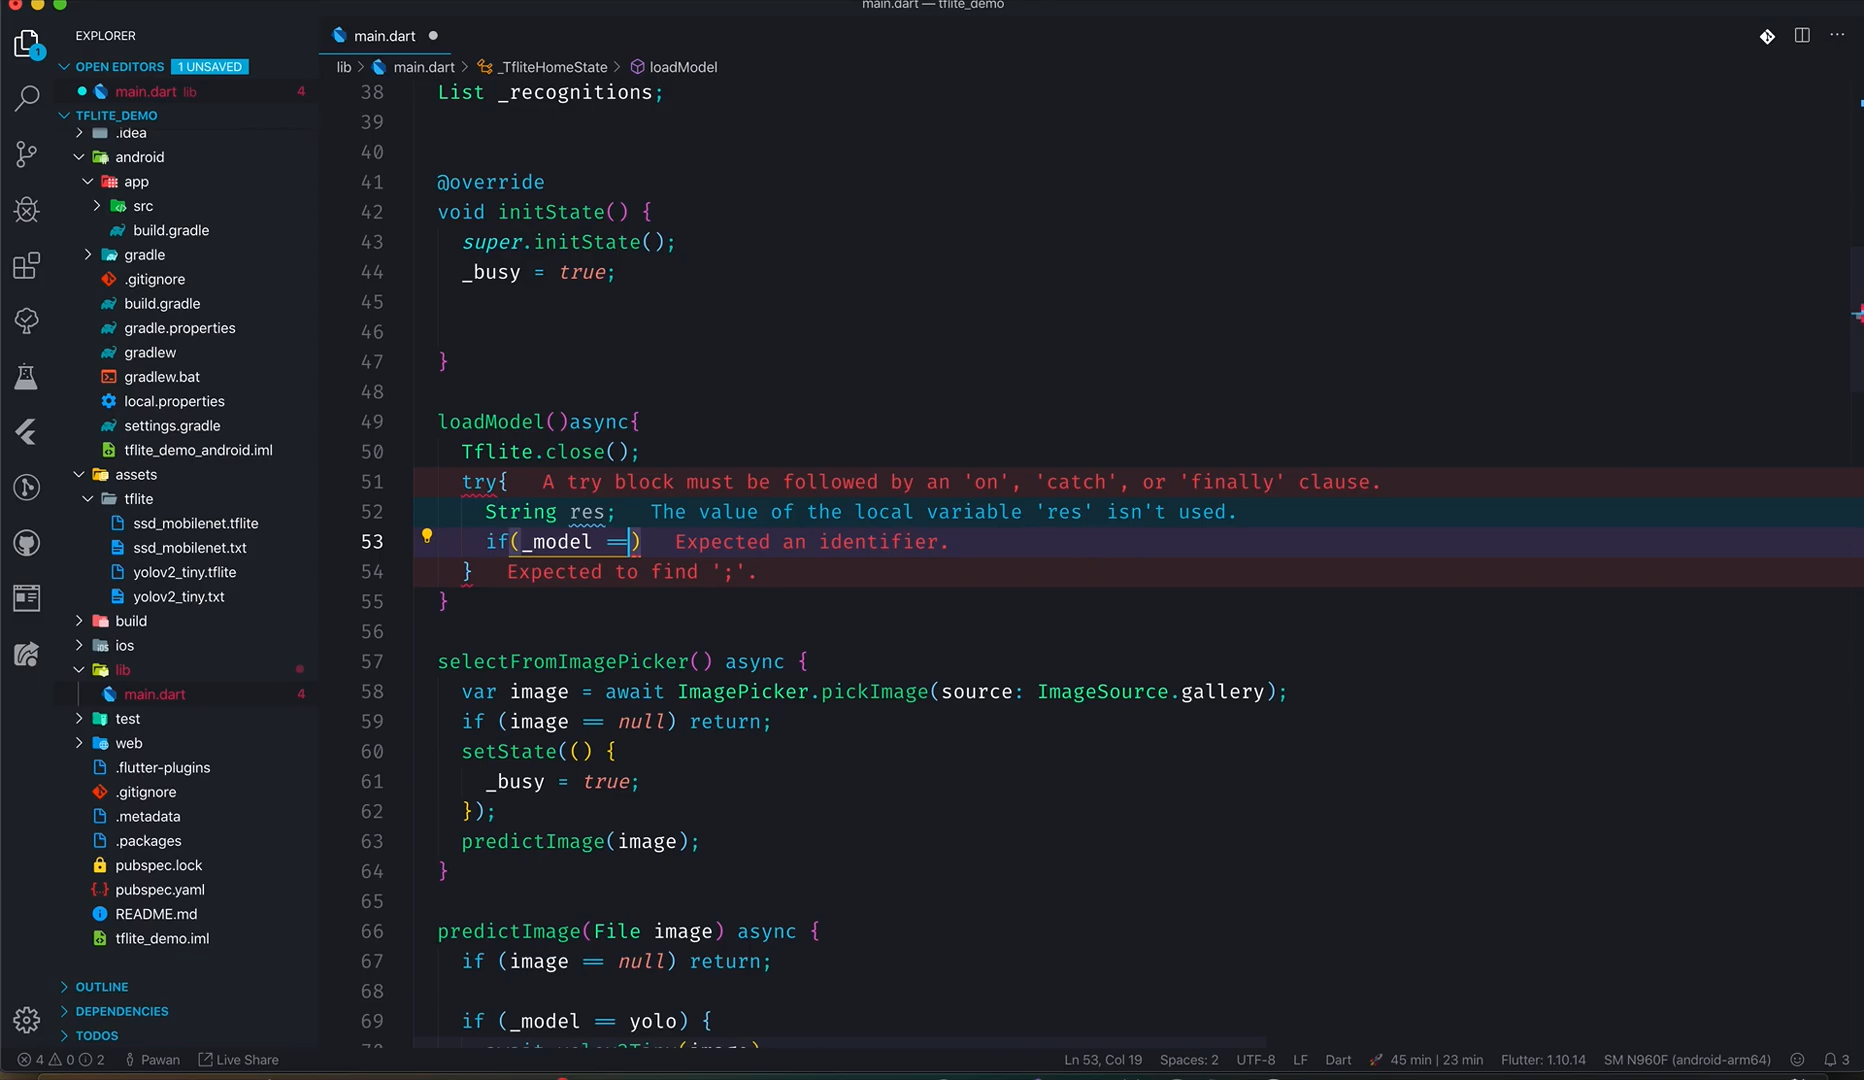 main.dart — tflite_demo
EXPLORER
OPEN EDITORS 1 UNSAVED
main.dart lib 4
TFLITE_DEMO
.idea
android
app
src
build.gradle
gradle
.gitignore
build.gradle
gradle.properties
gradlew
gradlew.bat
local.properties
settings.gradle
tflite_demo_android.iml
assets
tflite
ssd_mobilenet.tflite
ssd_mobilenet.txt
yolov2_tiny.tflite
yolov2_tiny.txt
build
ios
lib
main.dart 4
test
web
.flutter-plugins
.gitignore
.metadata
.packages
pubspec.lock
pubspec.yaml
README.md
tflite_demo.iml
OUTLINE
DEPENDENCIES
TODOS
1
main.dart
lib > main.dart > _TfliteHomeState > loadModel
38 List _recognitions;
39
40
41 @override
42 void initState() {
43 super.initState();
44 _busy = true;
45
46
47 }
48
49 loadModel()async{
50 Tflite.close();
51 try{ A try block must be followed by an 'on', 'catch', or 'finally' clause.
52 String res; The value of the local variable 'res' isn't used.
53 if(_model ==) Expected an identifier.
54 } Expected to find ';'.
55 }
56
57 selectFromImagePicker() async {
58 var image = await ImagePicker.pickImage(source: ImageSource.gallery);
59 if (image == null) return;
60 setState(() {
61 _busy = true;
62 });
63 predictImage(image);
64 }
65
66 predictImage(File image) async {
67 if (image == null) return;
68
69 if (_model == yolo) {
4 0 2 Pawan Live Share Ln 53, Col 19 Spaces: 2 UTF-8 LF Dart 45 min | 23 min Flutter: 1.10.14 SM N960F (android-arm64) 3